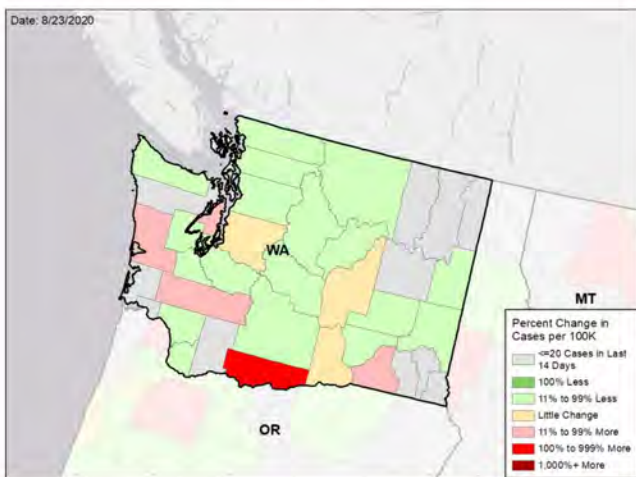 Date: 8/23/2020
WA
MT
OR
Percent Change in
Cases per 100K
<=20 Cases in Last
14 Days
100% Less
11% to 99% Less
Little Change
11% to 99% More
100% to 999% More
1,000%+ More